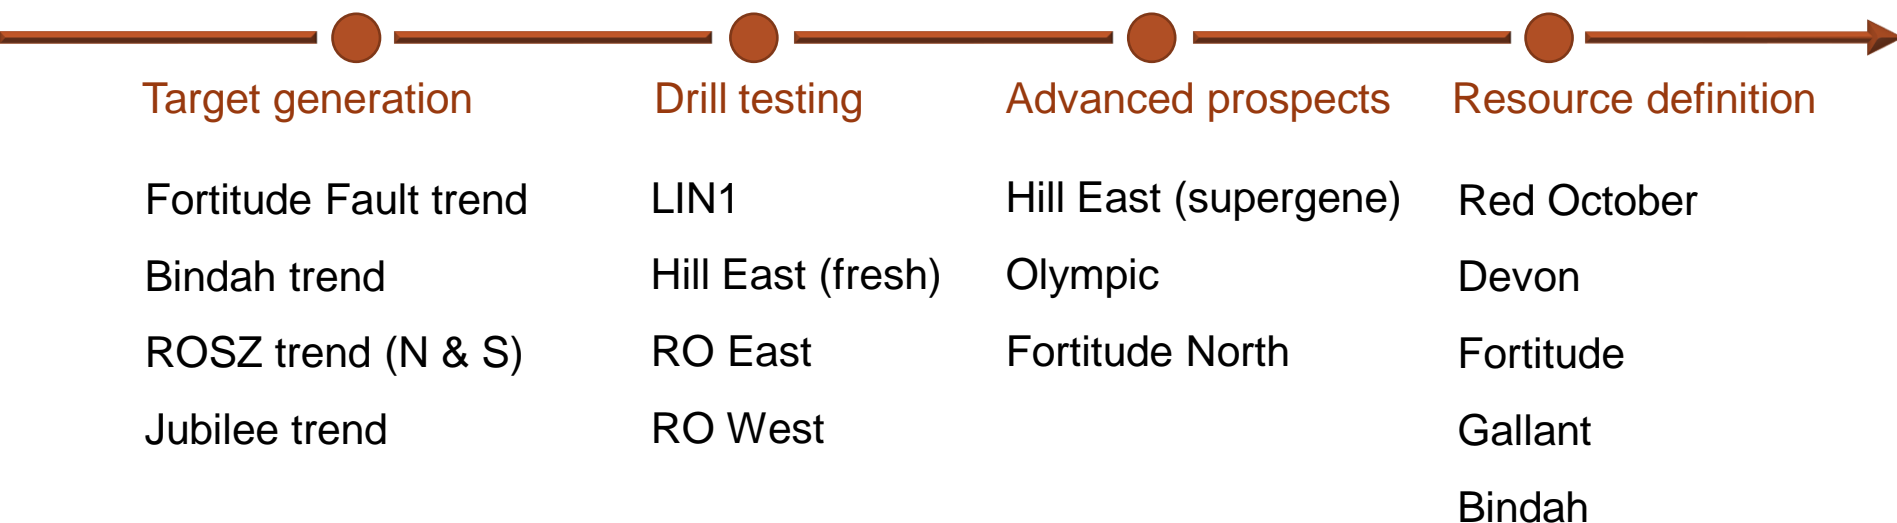 Target generation
Fortitude Fault trend
Bindah trend
ROSZ trend (N & S)
Jubilee trend
Drill testing
LIN1
Hill East (fresh)
RO East
RO West
Advanced prospects
Hill East (supergene)
Olympic
Fortitude North
Resource definition
Red October
Devon
Fortitude
Gallant
Bindah